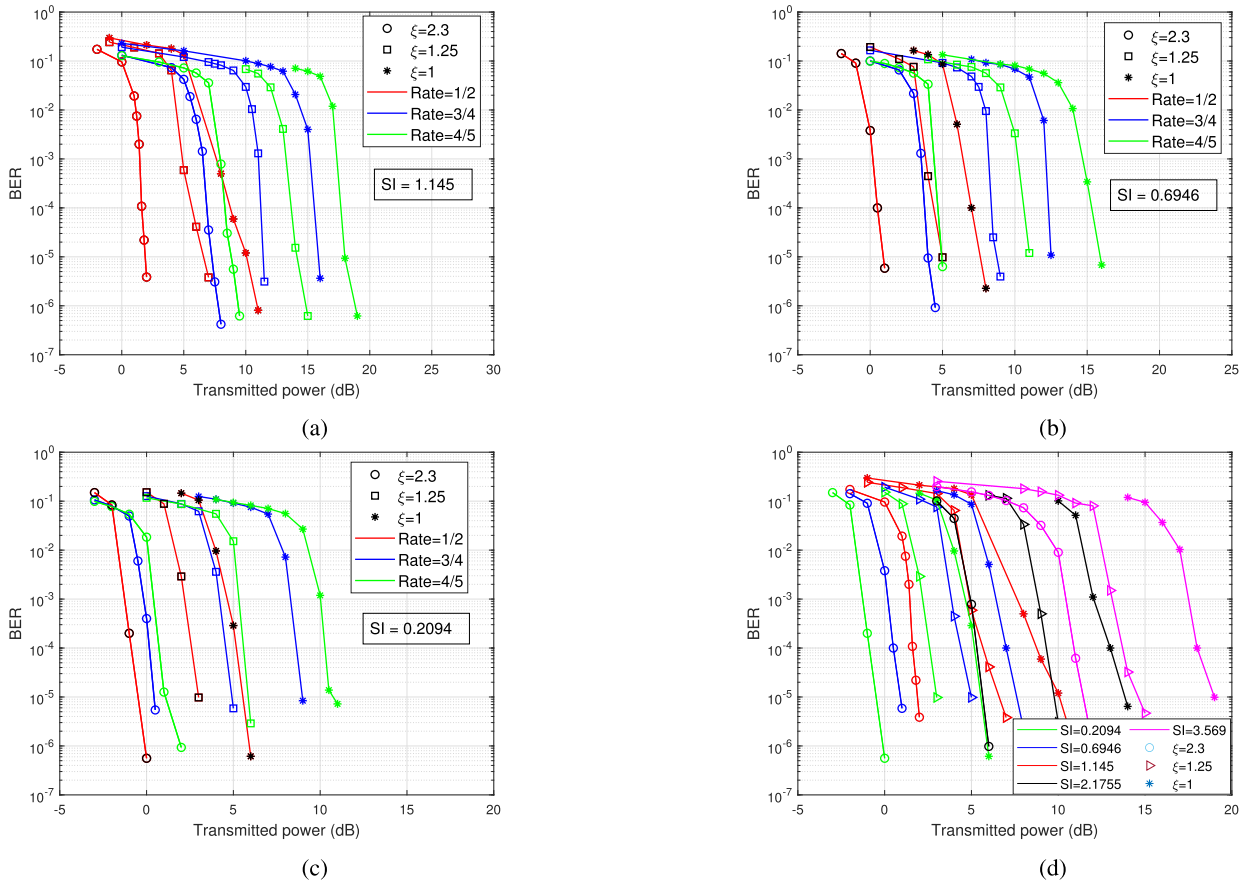 10^0
10^-1
10^-2
10^-3
10^-4
10^-5
10^-6
10^-7
BER
-5 0 5 10 15 20 25 30
Transmitted power (dB)
ξ=2.3
ξ=1.25
ξ=1
Rate=1/2
Rate=3/4
Rate=4/5
SI = 1.145
(a)
10^0
10^-1
10^-2
10^-3
10^-4
10^-5
10^-6
10^-7
BER
-5 0 5 10 15 20 25
Transmitted power (dB)
ξ=2.3
ξ=1.25
ξ=1
Rate=1/2
Rate=3/4
Rate=4/5
SI = 0.6946
(b)
10^0
10^-1
10^-2
10^-3
10^-4
10^-5
10^-6
10^-7
BER
-5 0 5 10 15 20
Transmitted power (dB)
ξ=2.3
ξ=1.25
ξ=1
Rate=1/2
Rate=3/4
Rate=4/5
SI = 0.2094
(c)
10^0
10^-1
10^-2
10^-3
10^-4
10^-5
10^-6
10^-7
BER
-5 0 5 10 15 20
Transmitted power (dB)
SI=0.2094 SI=3.569
SI=0.6946 ξ=2.3
SI=1.145 ξ=1.25
SI=2.1755 ξ=1
(d)